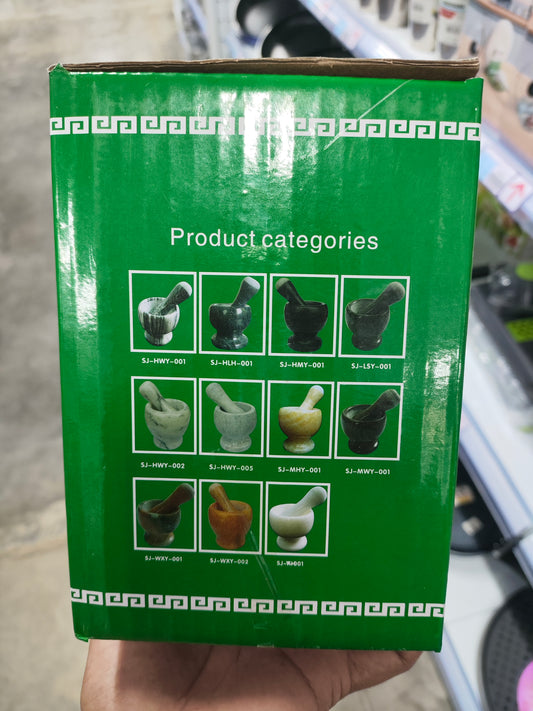 Product categories
SJ-HWY-001 SJ-HLH-001 SJ-HMY-001 SJ-LSY-001
SJ-HWY-002 SJ-HWY-005 SJ-MHY-001 SJ-MWY-001
SJ-WXY-001 SJ-WXY-002